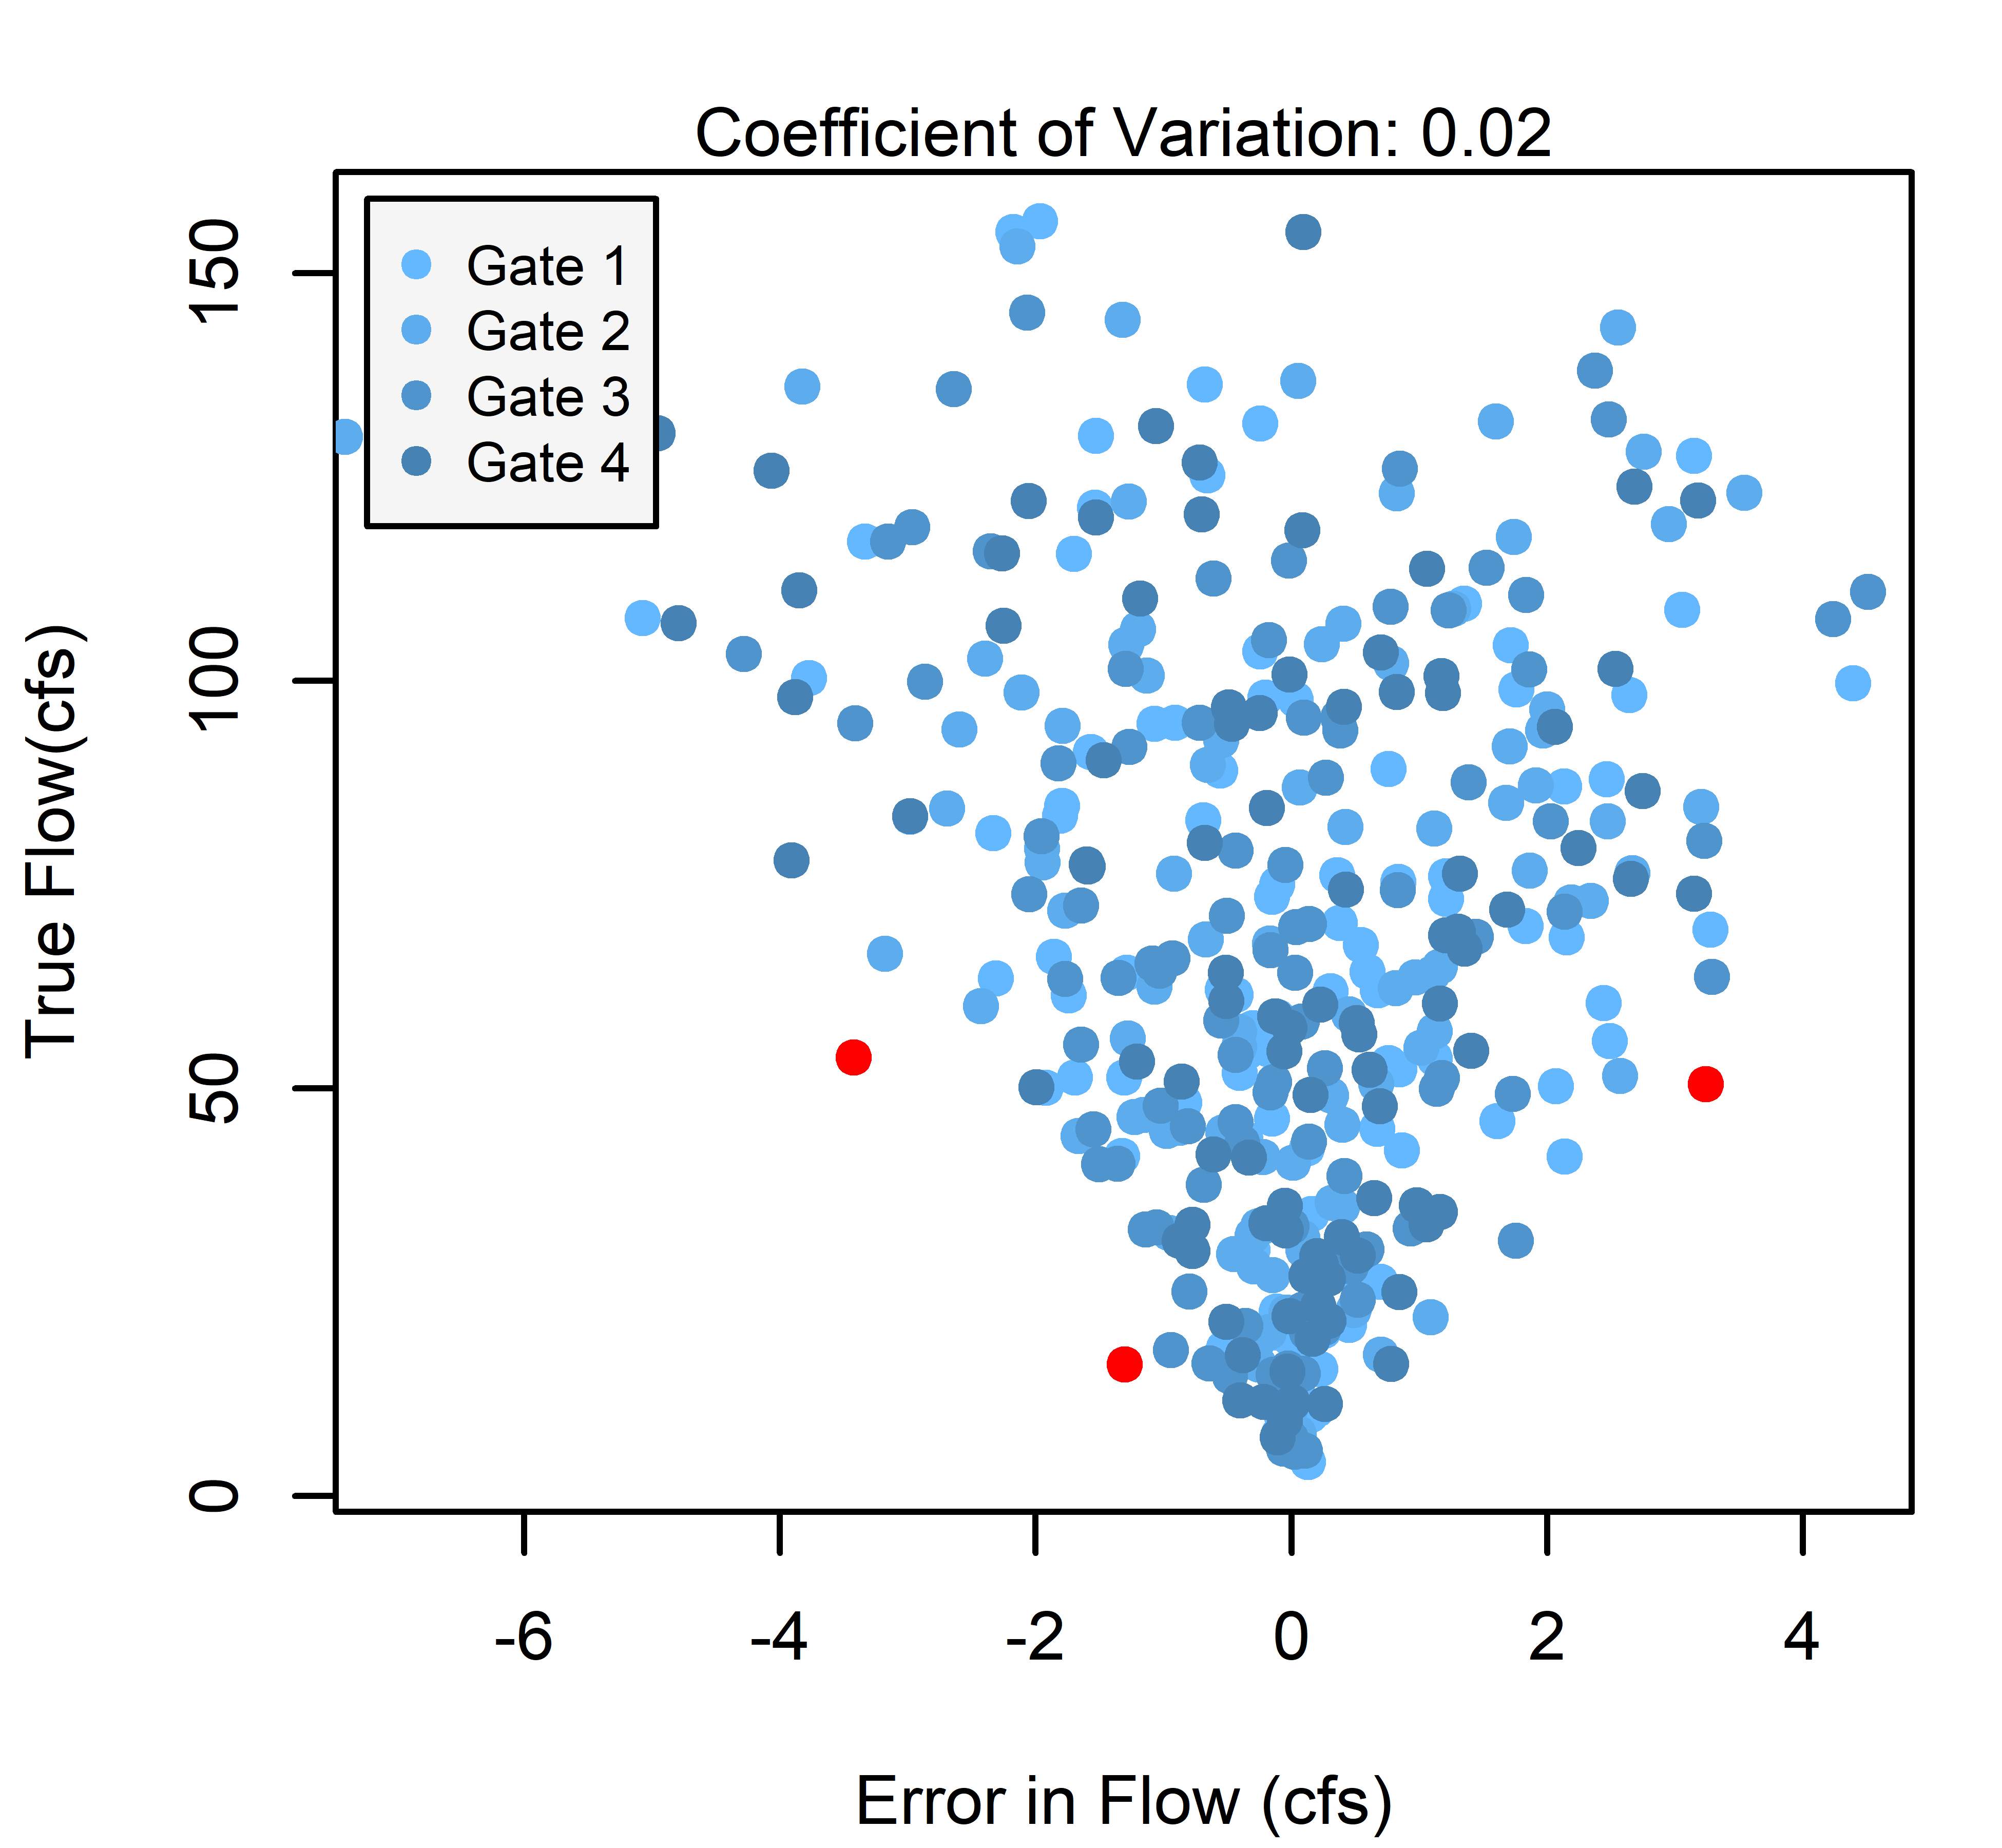 Coefficient of Variation: 0.02
Gate 1
Gate 2
Gate 3
Gate 4
True Flow(cfs)
150
100
50
0
-6 -4 -2 0 2 4
Error in Flow (cfs)